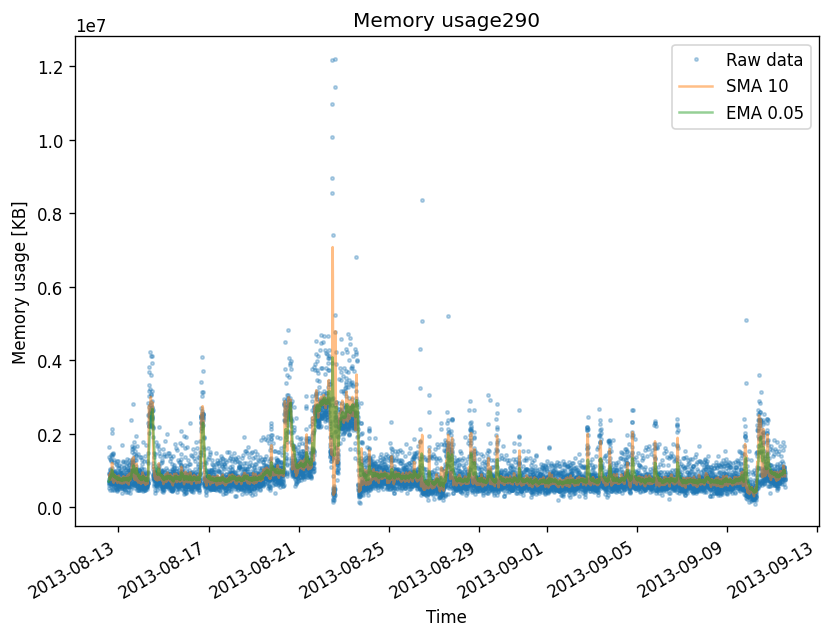 Memory usage290
1e7
Raw data
SMA 10
EMA 0.05
1.2
1.0
0.8
0.6
0.4
0.2
0.0
Memory usage [KB]
2013-08-13
2013-08-17
2013-08-21
2013-08-25
2013-08-29
2013-09-01
2013-09-05
2013-09-09
2013-09-13
Time